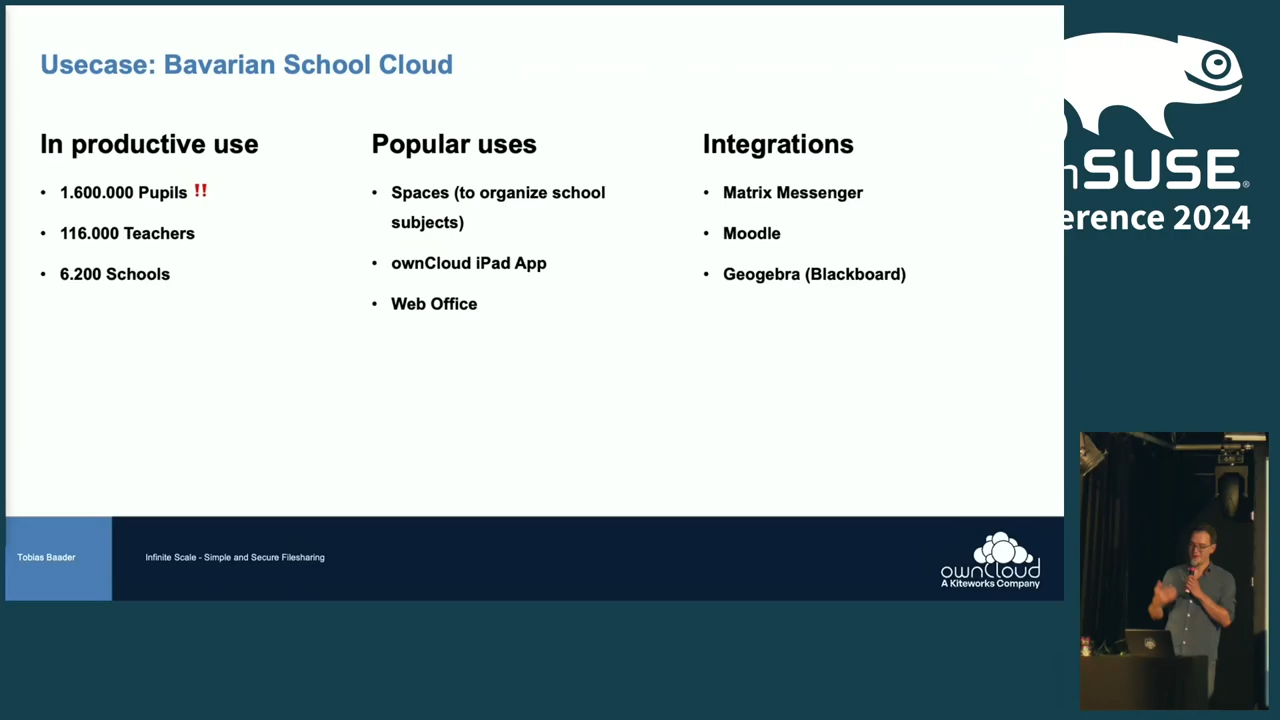 Usecase: Bavarian School Cloud
In productive use
• 1.600.000 Pupils ‼
• 116.000 Teachers
• 6.200 Schools
Popular uses
• Spaces (to organize school
subjects)
• ownCloud iPad App
• Web Office
Integrations
• Matrix Messenger
• Moodle
• Geogebra (Blackboard)
nSUSE®
erence 2024
Tobias Baader
Infinite Scale - Simple and Secure Filesharing
ownCloud
A Kiteworks Company